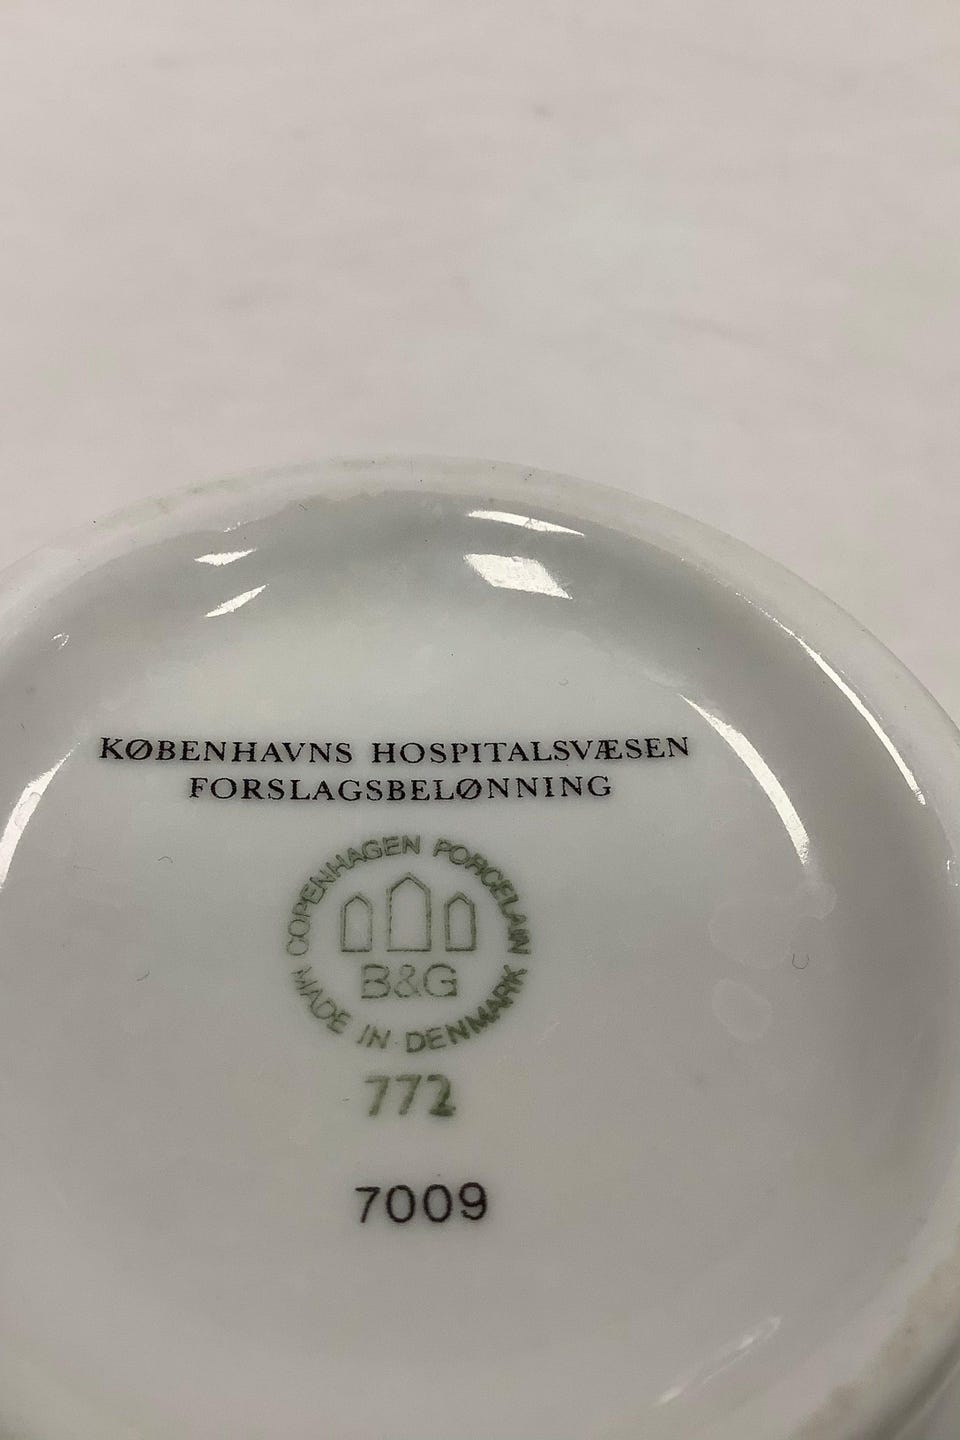 KØBENHAVNS HOSPITALSVÆSEN
FORSLAGSBELØNNING
COPENHAGEN PORCELAIN
B&G
MADE IN DENMARK
772
7009